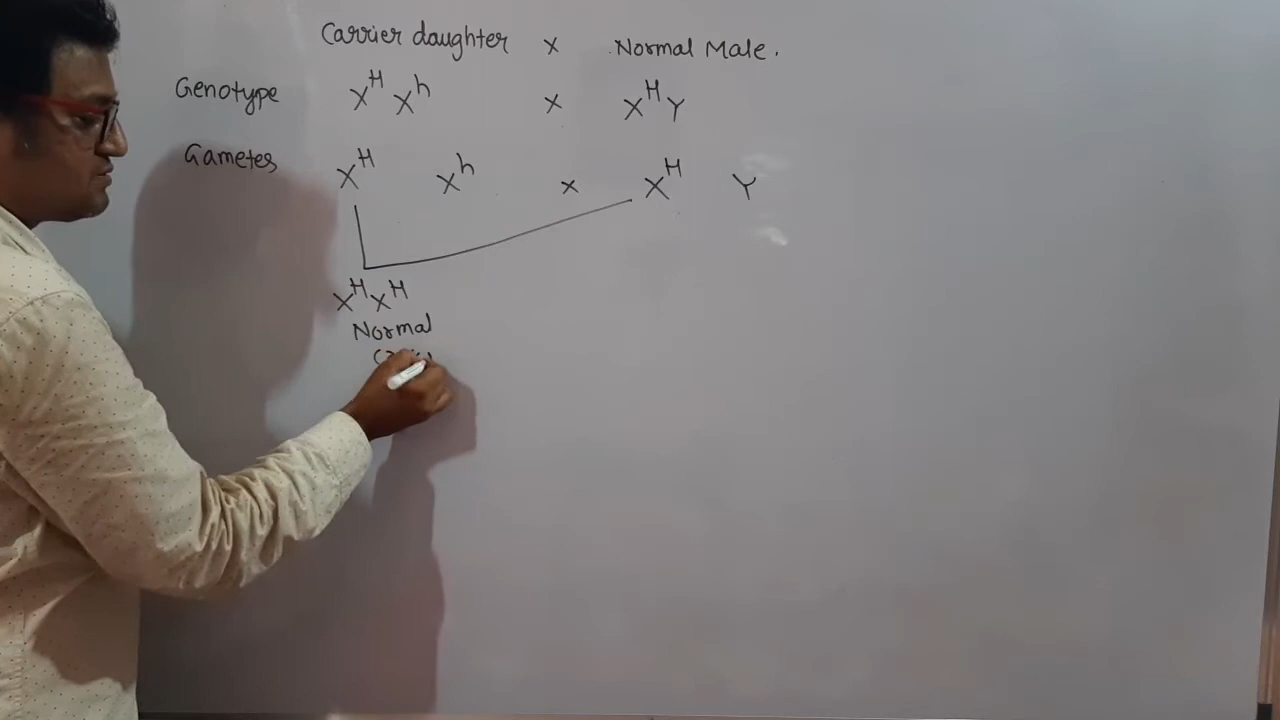 Carrier daughter x Normal Male.
Genotype X^H X^h x X^H Y
Gametes X^H X^h x X^H Y
X^H X^H
Normal